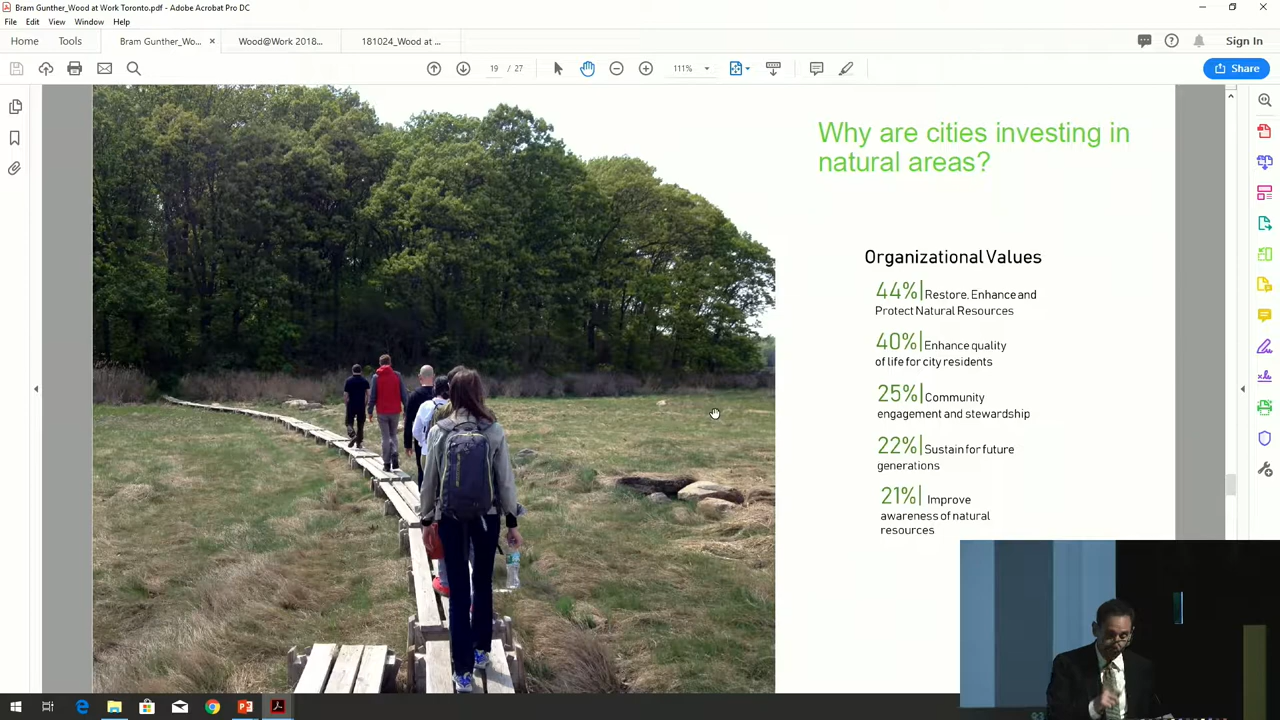 Bram Gunther_Wood at Work Toronto.pdf - Adobe Acrobat Pro DC
File Edit View Window Help
Home Tools Bram Gunther_Wo... × Wood@Work 2018... 181024_Wood at ... Sign In
19 / 27 111% Share
Why are cities investing in
natural areas?
Organizational Values
44%| Restore, Enhance and
Protect Natural Resources
40%| Enhance quality
of life for city residents
25%| Community
engagement and stewardship
22%| Sustain for future
generations
21%| Improve
awareness of natural
resources